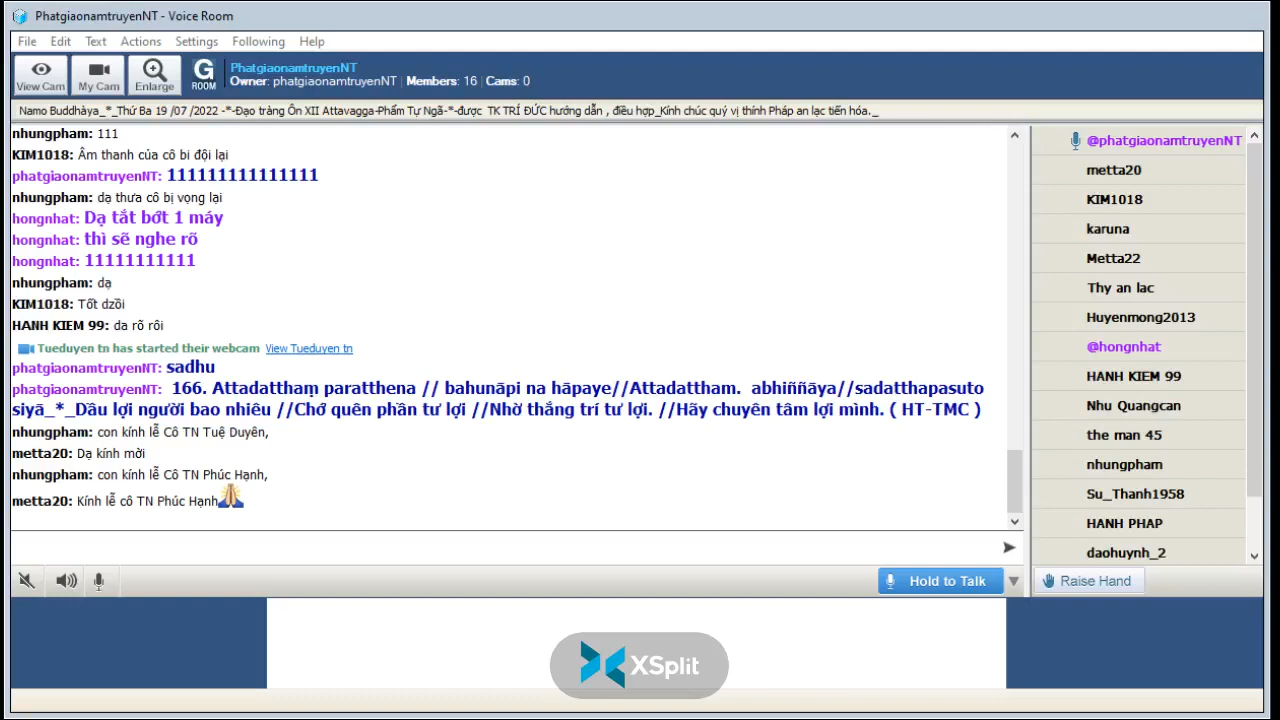 PhatgiaonamtruyenNT - Voice Room
File Edit Text Actions Settings Following Help
View Cam
My Cam
Enlarge
G
ROOM
PhatgiaonamtruyenNT
Owner: phatgiaonamtruyenNT | Members: 16 | Cams: 0
Namo Buddhàya_*_Thứ Ba 19 /07 /2022 -*-Đạo tràng Ôn XII Attavagga-Phẩm Tự Ngã-*-được TK TRÍ ĐỨC hướng dẫn , điều hợp_Kính chúc quý vị thính Pháp an lạc tiến hóa._
nhungpham: 111
KIM1018: Âm thanh của cô bi đội lại
phatgiaonamtruyenNT: 111111111111111
nhungpham: dạ thưa cô bị vọng lại
hongnhat: Dạ tắt bớt 1 máy
hongnhat: thì sẽ nghe rõ
hongnhat: 11111111111
nhungpham: dạ
KIM1018: Tốt dzồi
HANH KIEM 99: da rõ rôi
Tueduyen tn has started their webcam View Tueduyen tn
phatgiaonamtruyenNT: sadhu
phatgiaonamtruyenNT: 166. Attadatthaṃ paratthena // bahunāpi na hāpaye//Attadattham. abhiññāya//sadatthapasuto
siyā_*_Dầu lợi người bao nhiêu //Chớ quên phần tư lợi //Nhờ thắng trí tư lợi. //Hãy chuyên tâm lợi mình. ( HT-TMC )
nhungpham: con kính lễ Cô TN Tuệ Duyên,
metta20: Dạ kính mời
nhungpham: con kính lễ Cô TN Phúc Hạnh,
metta20: Kính lễ cô TN Phúc Hạnh
@phatgiaonamtruyenNT
metta20
KIM1018
karuna
Metta22
Thy an lac
Huyenmong2013
@hongnhat
HANH KIEM 99
Nhu Quangcan
the man 45
nhungpham
Su_Thanh1958
HANH PHAP
daohuynh_2
Hold to Talk
Raise Hand
XSplit